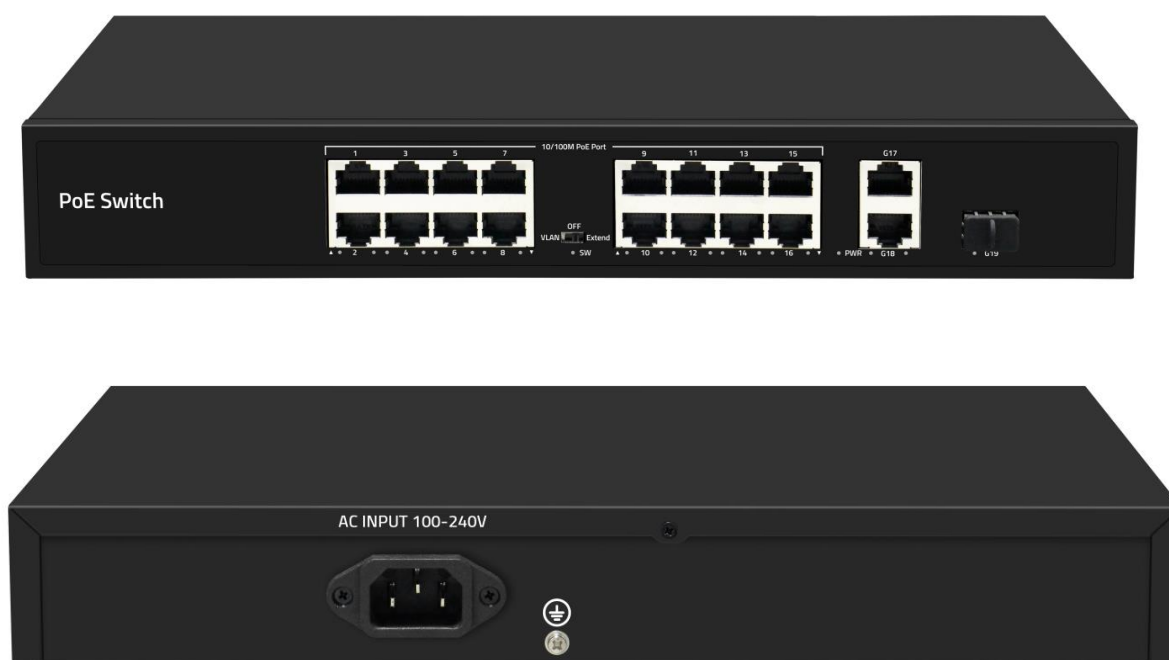 10/100M PoE Port
1 3 5 7 9 11 13 15 G17
PoE Switch
OFF
VLAN Extend
2 4 6 8 SW 10 12 14 16 PWR G18 G19
AC INPUT 100-240V